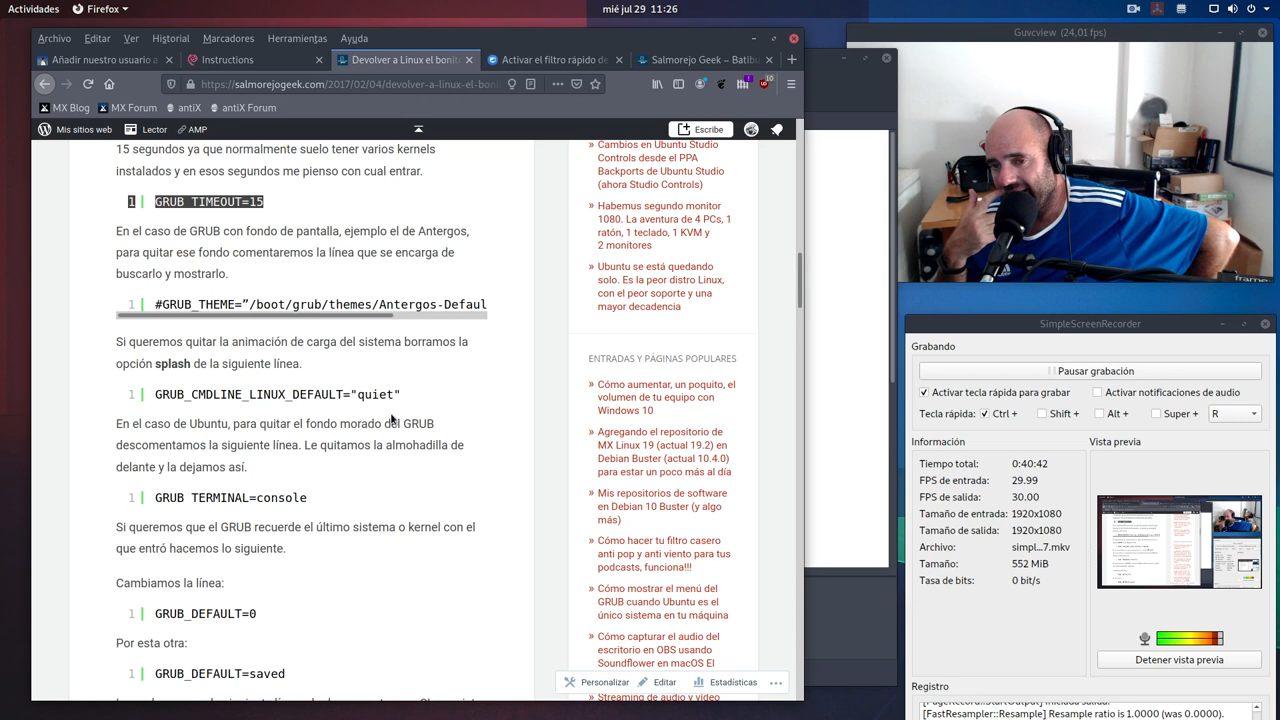 Actividades
Firefox
mié jul 29 11:26
Archivo Editar Ver Historial Marcadores Herramientas Ayuda
Añadir nuestro usuario a
Instructions
Devolver a Linux el bonit
Activar el filtro rápido de
Salmorejo Geek – Batibu
https://salmorejogeek.com/2017/02/04/devolver-a-linux-el-boni
10
MX Blog MX Forum antiX antiX Forum
Mis sitios web Lector AMP Escribe
15 segundos ya que normalmente suelo tener varios kernels
instalados y en esos segundos me pienso con cual entrar.
1 GRUB_TIMEOUT=15
En el caso de GRUB con fondo de pantalla, ejemplo el de Antergos,
para quitar ese fondo comentaremos la línea que se encarga de
buscarlo y mostrarlo.
1 #GRUB_THEME=”/boot/grub/themes/Antergos-Defaul
Si queremos quitar la animación de carga del sistema borramos la
opción splash de la siguiente línea.
1 GRUB_CMDLINE_LINUX_DEFAULT="quiet"
En el caso de Ubuntu, para quitar el fondo morado del GRUB
descomentamos la siguiente línea. Le quitamos la almohadilla de
delante y la dejamos así.
1 GRUB_TERMINAL=console
Si queremos que el GRUB recuerde el último sistema o kernel con el
que entró hacemos lo siguiente.
Cambiamos la línea:
1 GRUB_DEFAULT=0
Por esta otra:
1 GRUB_DEFAULT=saved
Cambios en Ubuntu Studio
Controls desde el PPA
Backports de Ubuntu Studio
(ahora Studio Controls)
» Habemus segundo monitor
1080. La aventura de 4 PCs, 1
ratón, 1 teclado, 1 KVM y
2 monitores
» Ubuntu se está quedando
solo. Es la peor distro Linux,
con el peor soporte y una
mayor decadencia
ENTRADAS Y PÁGINAS POPULARES
» Cómo aumentar, un poquito, el
volumen de tu equipo con
Windows 10
» Agregando el repositorio de
MX Linux 19 (actual 19.2) en
Debian Buster (actual 10.4.0)
para estar un poco más al día
» Mis repositorios de software
en Debian 10 Buster (y algo
más)
» Cómo hacer tu filtro casero
anti pop y anti viento para tus
podcasts, funciona!!!
» Cómo mostrar el menú del
GRUB cuando Ubuntu es el
único sistema en tu máquina
» Cómo capturar el audio del
escritorio en OBS usando
Soundflower en macOS El
» Streaming de audio y vídeo
Personalizar Editar Estadísticas
Guvcview (24,01 fps)
SimpleScreenRecorder
Grabando
Pausar grabación
Activar tecla rápida para grabar Activar notificaciones de audio
Tecla rápida: Ctrl + Shift + Alt + Super + R
Información
Tiempo total: 0:40:42
FPS de entrada: 29.99
FPS de salida: 30.00
Tamaño de entrada: 1920x1080
Tamaño de salida: 1920x1080
Archivo: simpl...7.mkv
Tamaño: 552 MiB
Tasa de bits: 0 bit/s
Vista previa
Detener vista previa
Registro
[PageRecord::StartOutput] Iniciada salida.
[FastResampler::Resample] Resample ratio is 1.0000 (was 0.0000).